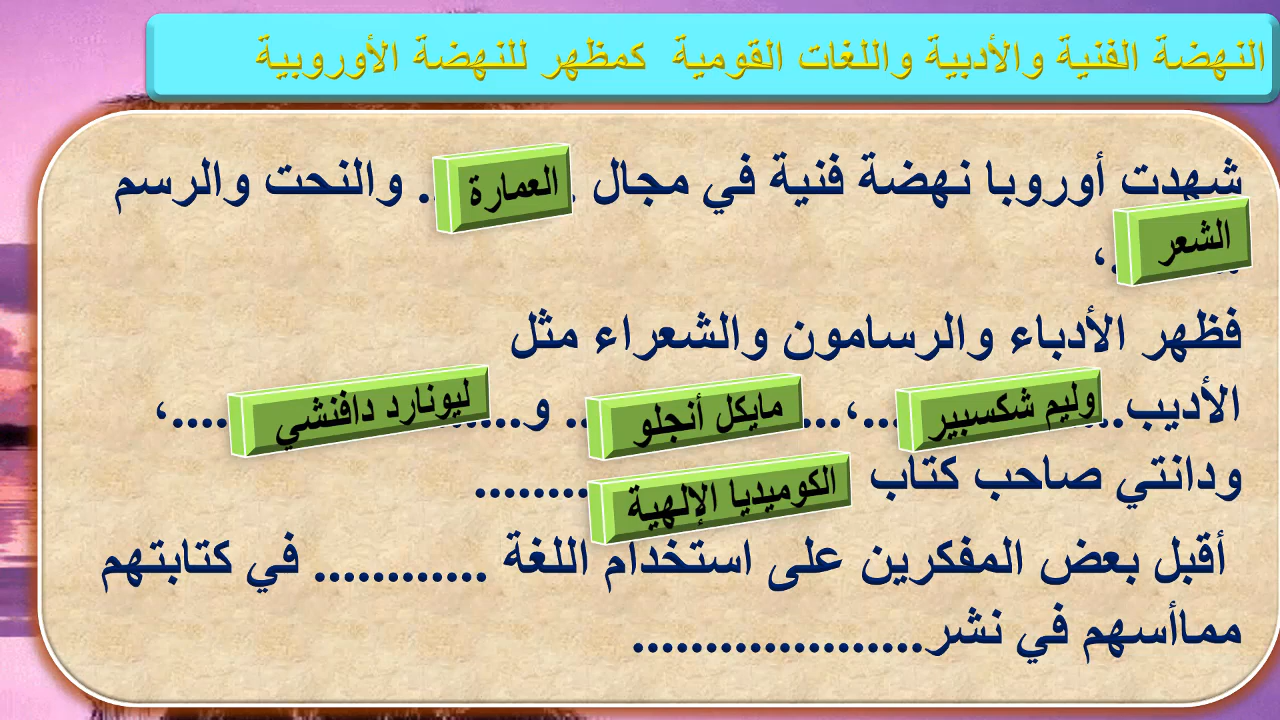 النهضة الفنية والأدبية واللغات القومية كمظهر للنهضة الأوروبية
شهدت أوروبا نهضة فنية في مجال . العمارة . والنحت والرسم
الشعر .،
فظهر الأدباء والرسامون والشعراء مثل
الأديب.. وليم شكسبير ...،... مايكل أنجلو .. و..... ليونارد دافنشي ....،
ودانتي صاحب كتاب الكوميديا الإلهية ........
أقبل بعض المفكرين على استخدام اللغة ............ في كتابتهم
مماأسهم في نشر....................